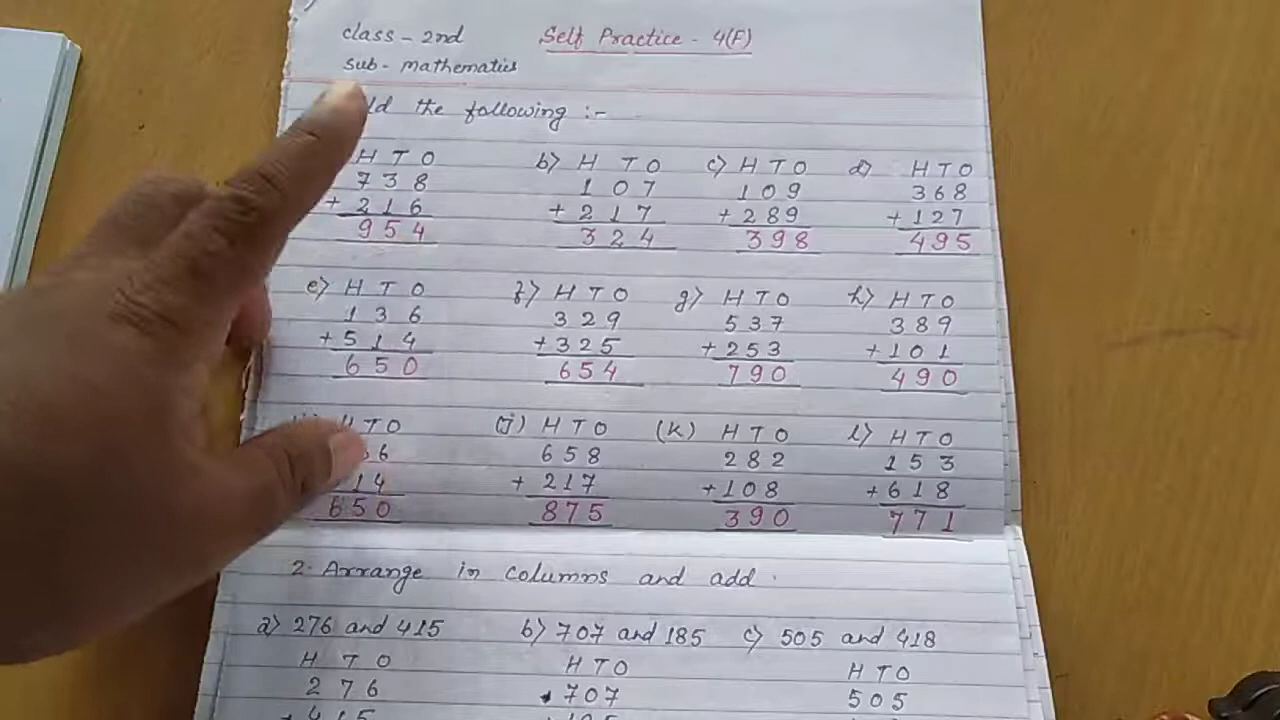 class - 2nd Self Practice - 4(F)
sub - mathematics
the following :-
H T O b) H T O c) H T O d) H T O
7 3 8 1 0 7 1 0 9 3 6 8
+ 2 1 6 + 2 1 7 + 2 8 9 + 1 2 7
9 5 4 3 2 4 3 9 8 4 9 5
e) H T O f) H T O g) H T O h) H T O
1 3 6 3 2 9 5 3 7 3 8 9
+ 5 1 4 + 3 2 5 + 2 5 3 + 1 0 1
6 5 0 6 5 4 7 9 0 4 9 0
T O (j) H T O (K) H T O l) H T O
6 6 5 8 2 8 2 1 5 3
1 4 + 2 1 7 + 1 0 8 + 6 1 8
6 5 0 8 7 5 3 9 0 7 7 1
2. Arrange in columns and add.
a) 276 and 415 b) 707 and 185 c) 505 and 418
H T O H T O H T O
2 7 6 7 0 7 5 0 5